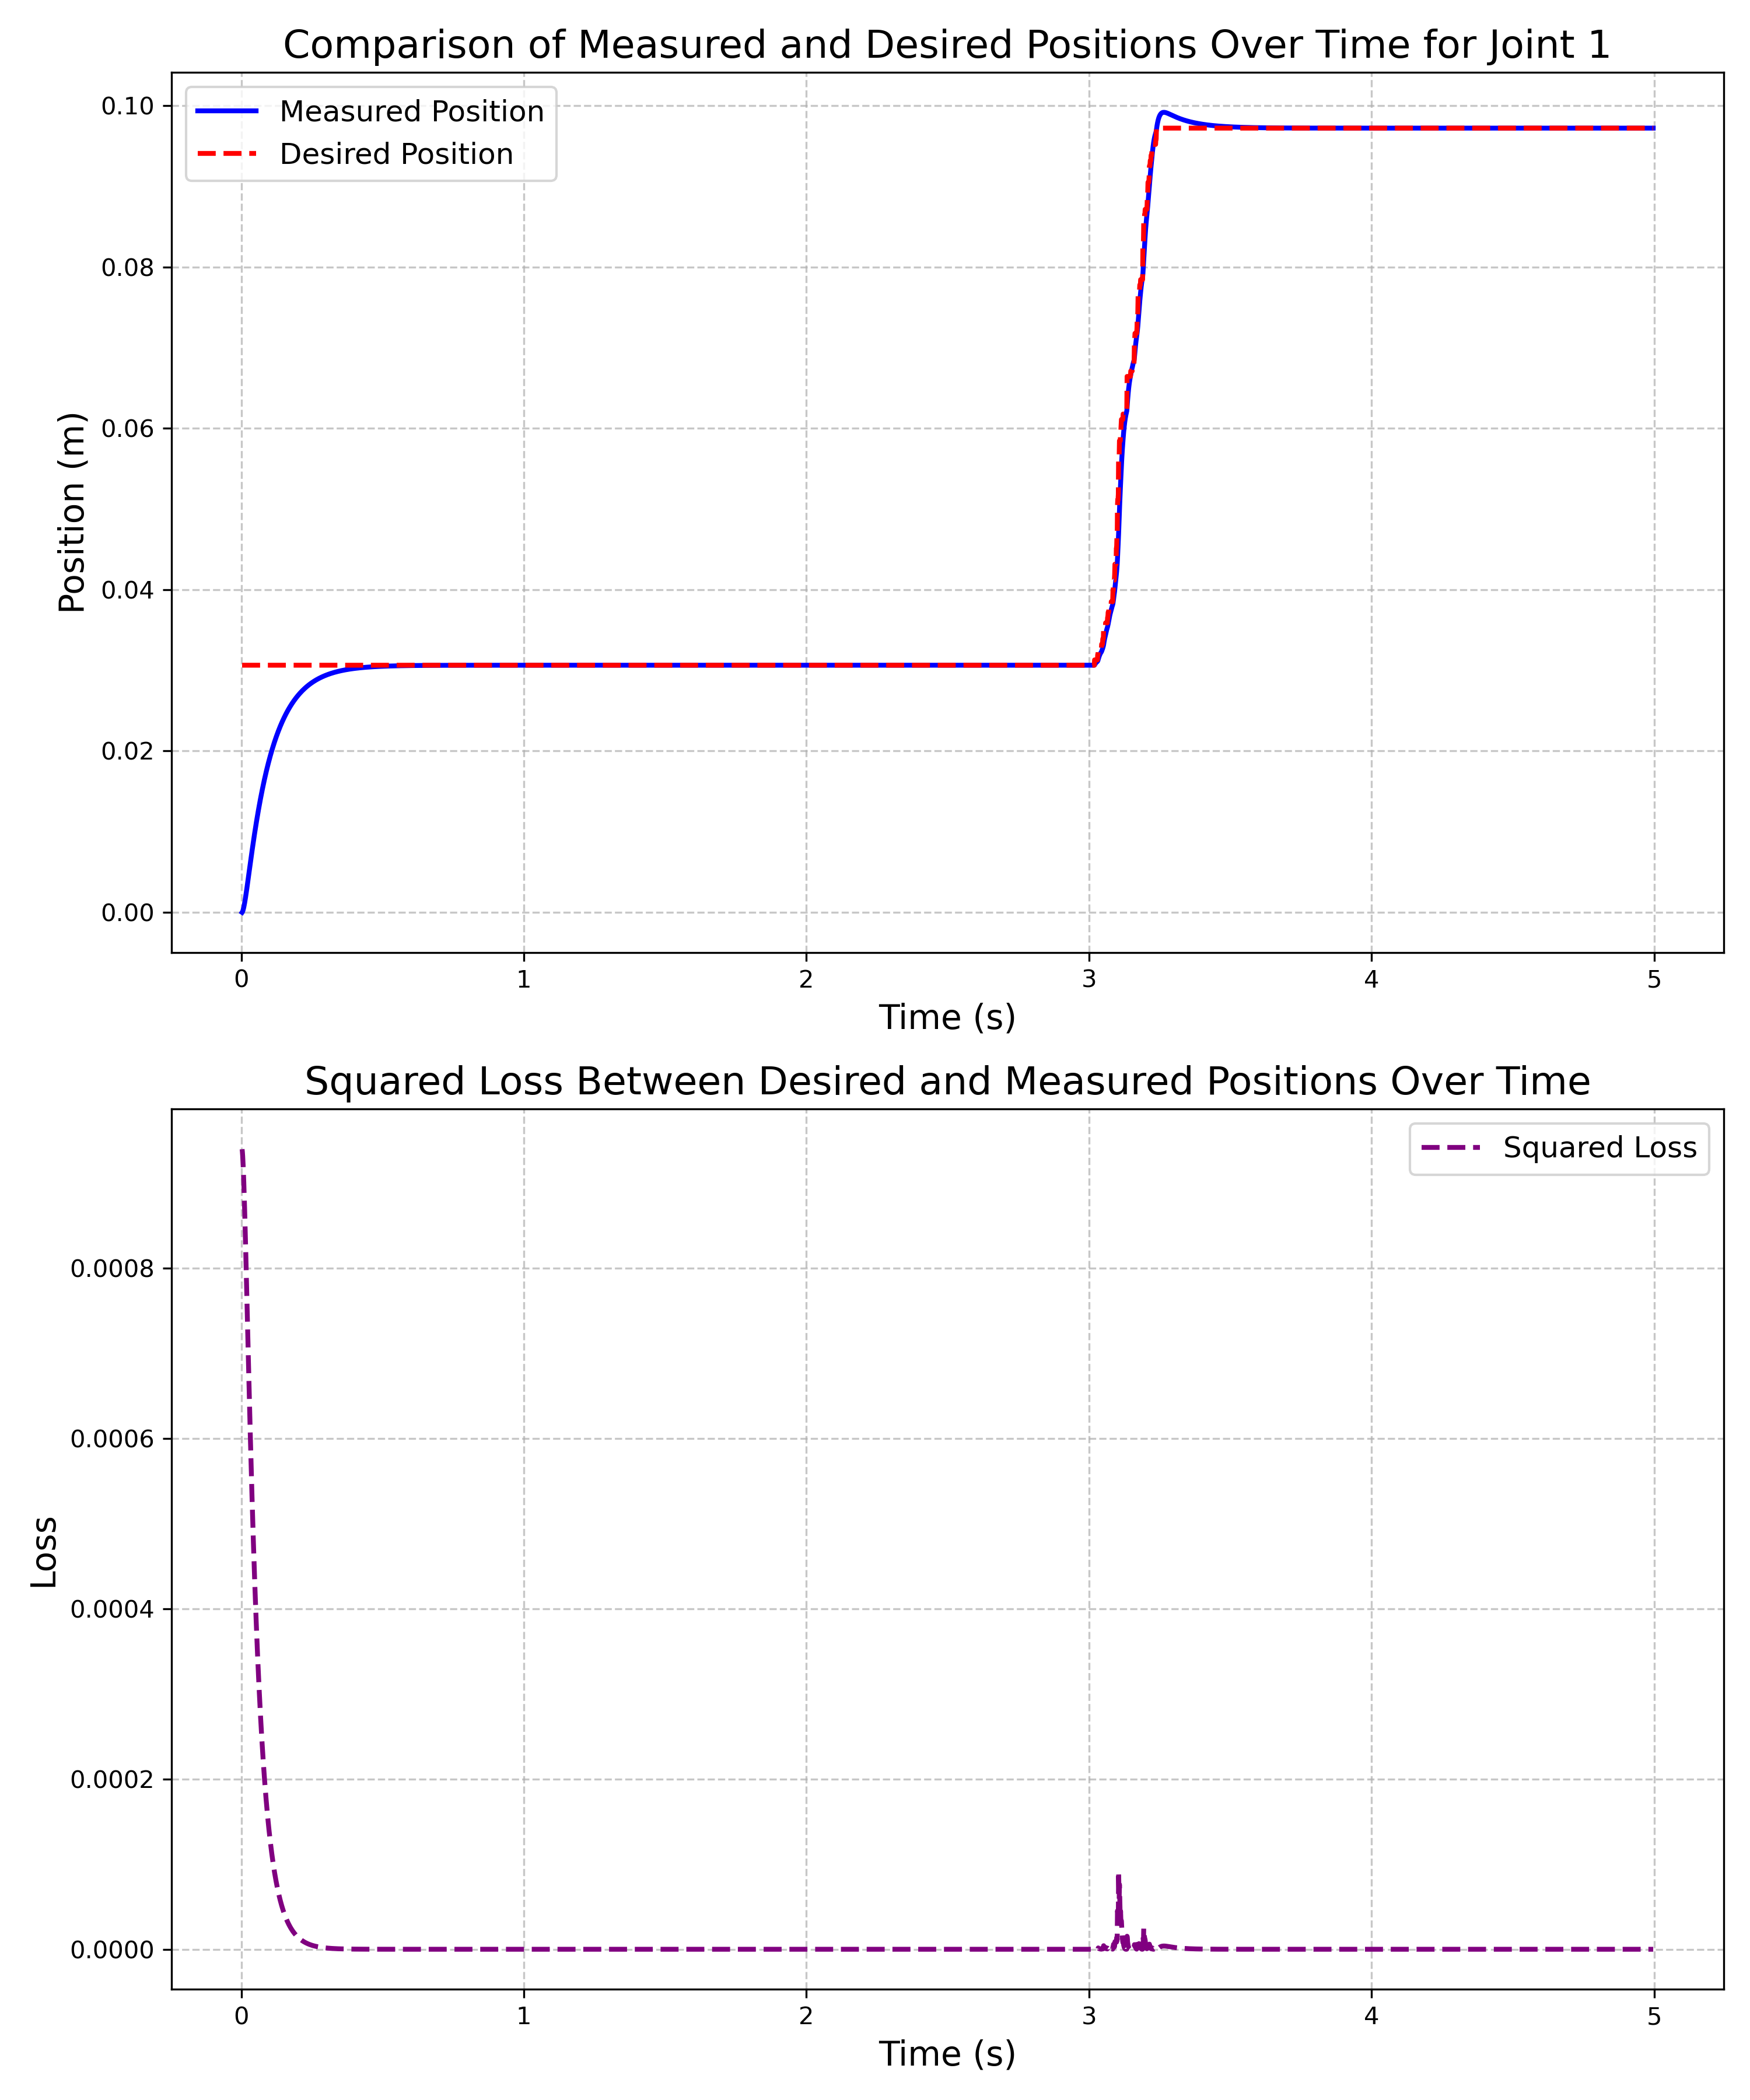 Comparison of Measured and Desired Positions Over Time for Joint 1
Measured Position
Desired Position
Position (m)
0.10
0.08
0.06
0.04
0.02
0.00
0 1 2 3 4 5
Time (s)
Squared Loss Between Desired and Measured Positions Over Time
Squared Loss
Loss
0.0008
0.0006
0.0004
0.0002
0.0000
0 1 2 3 4 5
Time (s)